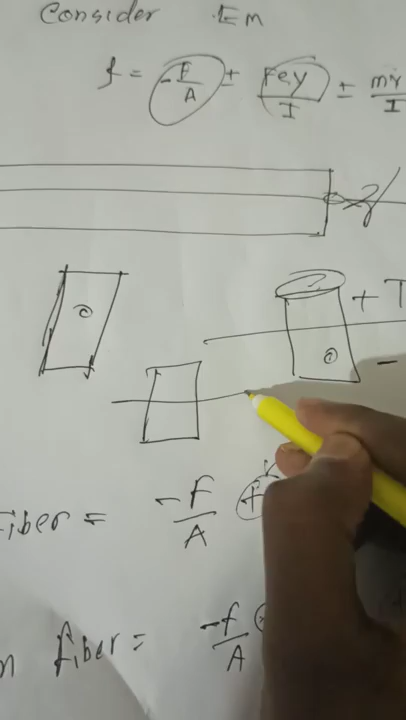 Consider Em
f = -F/A ± Fey/I ± my/I
c
+ T
-
fiber = -F/A +
fiber = -f/A